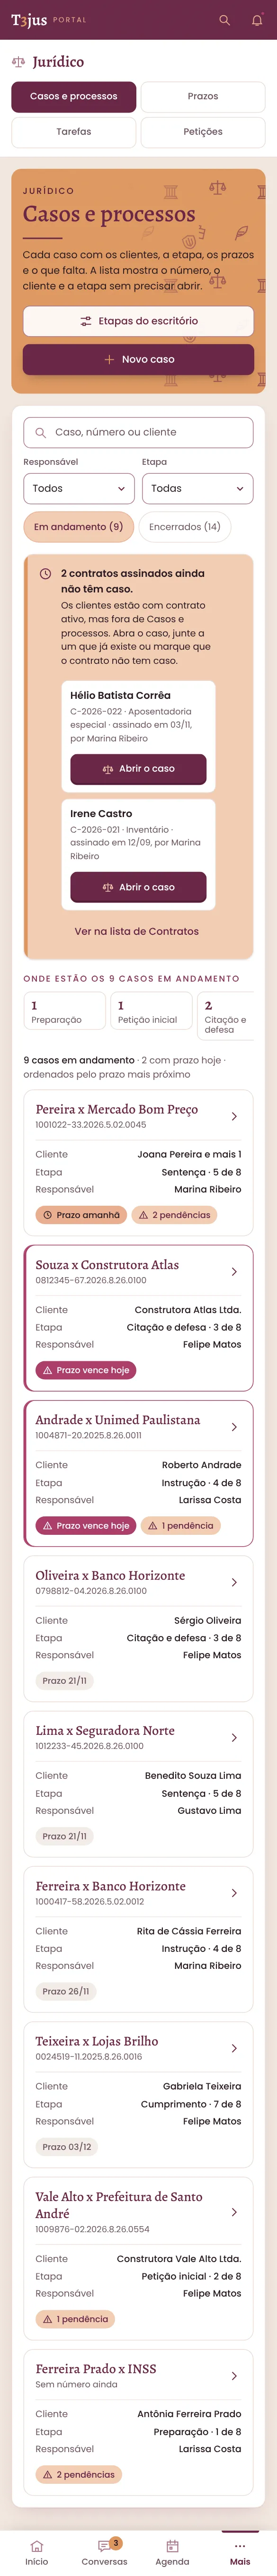 T3jus PORTAL
Jurídico
Casos e processos
Prazos
Tarefas
Petições
JURÍDICO
Casos e processos
Cada caso com os clientes, a etapa, os prazos
e o que falta. A lista mostra o número, o
cliente e a etapa sem precisar abrir.
Etapas do escritório
Novo caso
Caso, número ou cliente
Responsável
Etapa
Todos
Todas
Em andamento (9)
Encerrados (14)
2 contratos assinados ainda
não têm caso.
Os clientes estão com contrato
ativo, mas fora de Casos e
processos. Abra o caso, junte a
um que já existe ou marque que
o contrato não tem caso.
Hélio Batista Corrêa
C-2026-022 · Aposentadoria
especial · assinado em 03/11,
por Marina Ribeiro
Abrir o caso
Irene Castro
C-2026-021 · Inventário ·
assinado em 12/09, por Marina
Ribeiro
Abrir o caso
Ver na lista de Contratos
ONDE ESTÃO OS 9 CASOS EM ANDAMENTO
1
Preparação
1
Petição inicial
2
Citação e
defesa
9 casos em andamento · 2 com prazo hoje ·
ordenados pelo prazo mais próximo
Pereira x Mercado Bom Preço
1001022-33.2026.5.02.0045
Cliente Joana Pereira e mais 1
Etapa Sentença · 5 de 8
Responsável Marina Ribeiro
Prazo amanhã
2 pendências
Souza x Construtora Atlas
0812345-67.2026.8.26.0100
Cliente Construtora Atlas Ltda.
Etapa Citação e defesa · 3 de 8
Responsável Felipe Matos
Prazo vence hoje
Andrade x Unimed Paulistana
1004871-20.2025.8.26.0011
Cliente Roberto Andrade
Etapa Instrução · 4 de 8
Responsável Larissa Costa
Prazo vence hoje
1 pendência
Oliveira x Banco Horizonte
0798812-04.2026.8.26.0100
Cliente Sérgio Oliveira
Etapa Citação e defesa · 3 de 8
Responsável Felipe Matos
Prazo 21/11
Lima x Seguradora Norte
1012233-45.2026.8.26.0100
Cliente Benedito Souza Lima
Etapa Sentença · 5 de 8
Responsável Gustavo Lima
Prazo 21/11
Ferreira x Banco Horizonte
1000417-58.2026.5.02.0012
Cliente Rita de Cássia Ferreira
Etapa Instrução · 4 de 8
Responsável Marina Ribeiro
Prazo 26/11
Teixeira x Lojas Brilho
0024519-11.2025.8.26.0016
Cliente Gabriela Teixeira
Etapa Cumprimento · 7 de 8
Responsável Felipe Matos
Prazo 03/12
Vale Alto x Prefeitura de Santo
André
1009876-02.2026.8.26.0554
Cliente Construtora Vale Alto Ltda.
Etapa Petição inicial · 2 de 8
Responsável Felipe Matos
1 pendência
Ferreira Prado x INSS
Sem número ainda
Cliente Antônia Ferreira Prado
Etapa Preparação · 1 de 8
Responsável Larissa Costa
2 pendências
3
Início
Conversas
Agenda
Mais